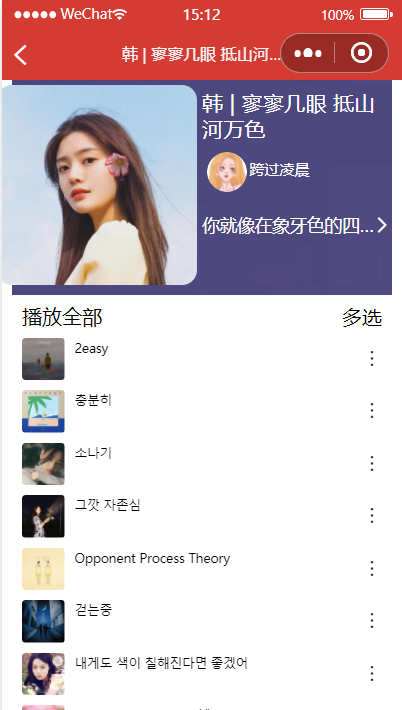 WeChat
15:12
100%
韩 | 寥寥几眼 抵山河...
韩 | 寥寥几眼 抵山
河万色
跨过凌晨
你就像在象牙色的四...
播放全部
多选
2easy
충분히
소나기
그깟 자존심
Opponent Process Theory
걷는중
내게도 색이 칠해진다면 좋겠어